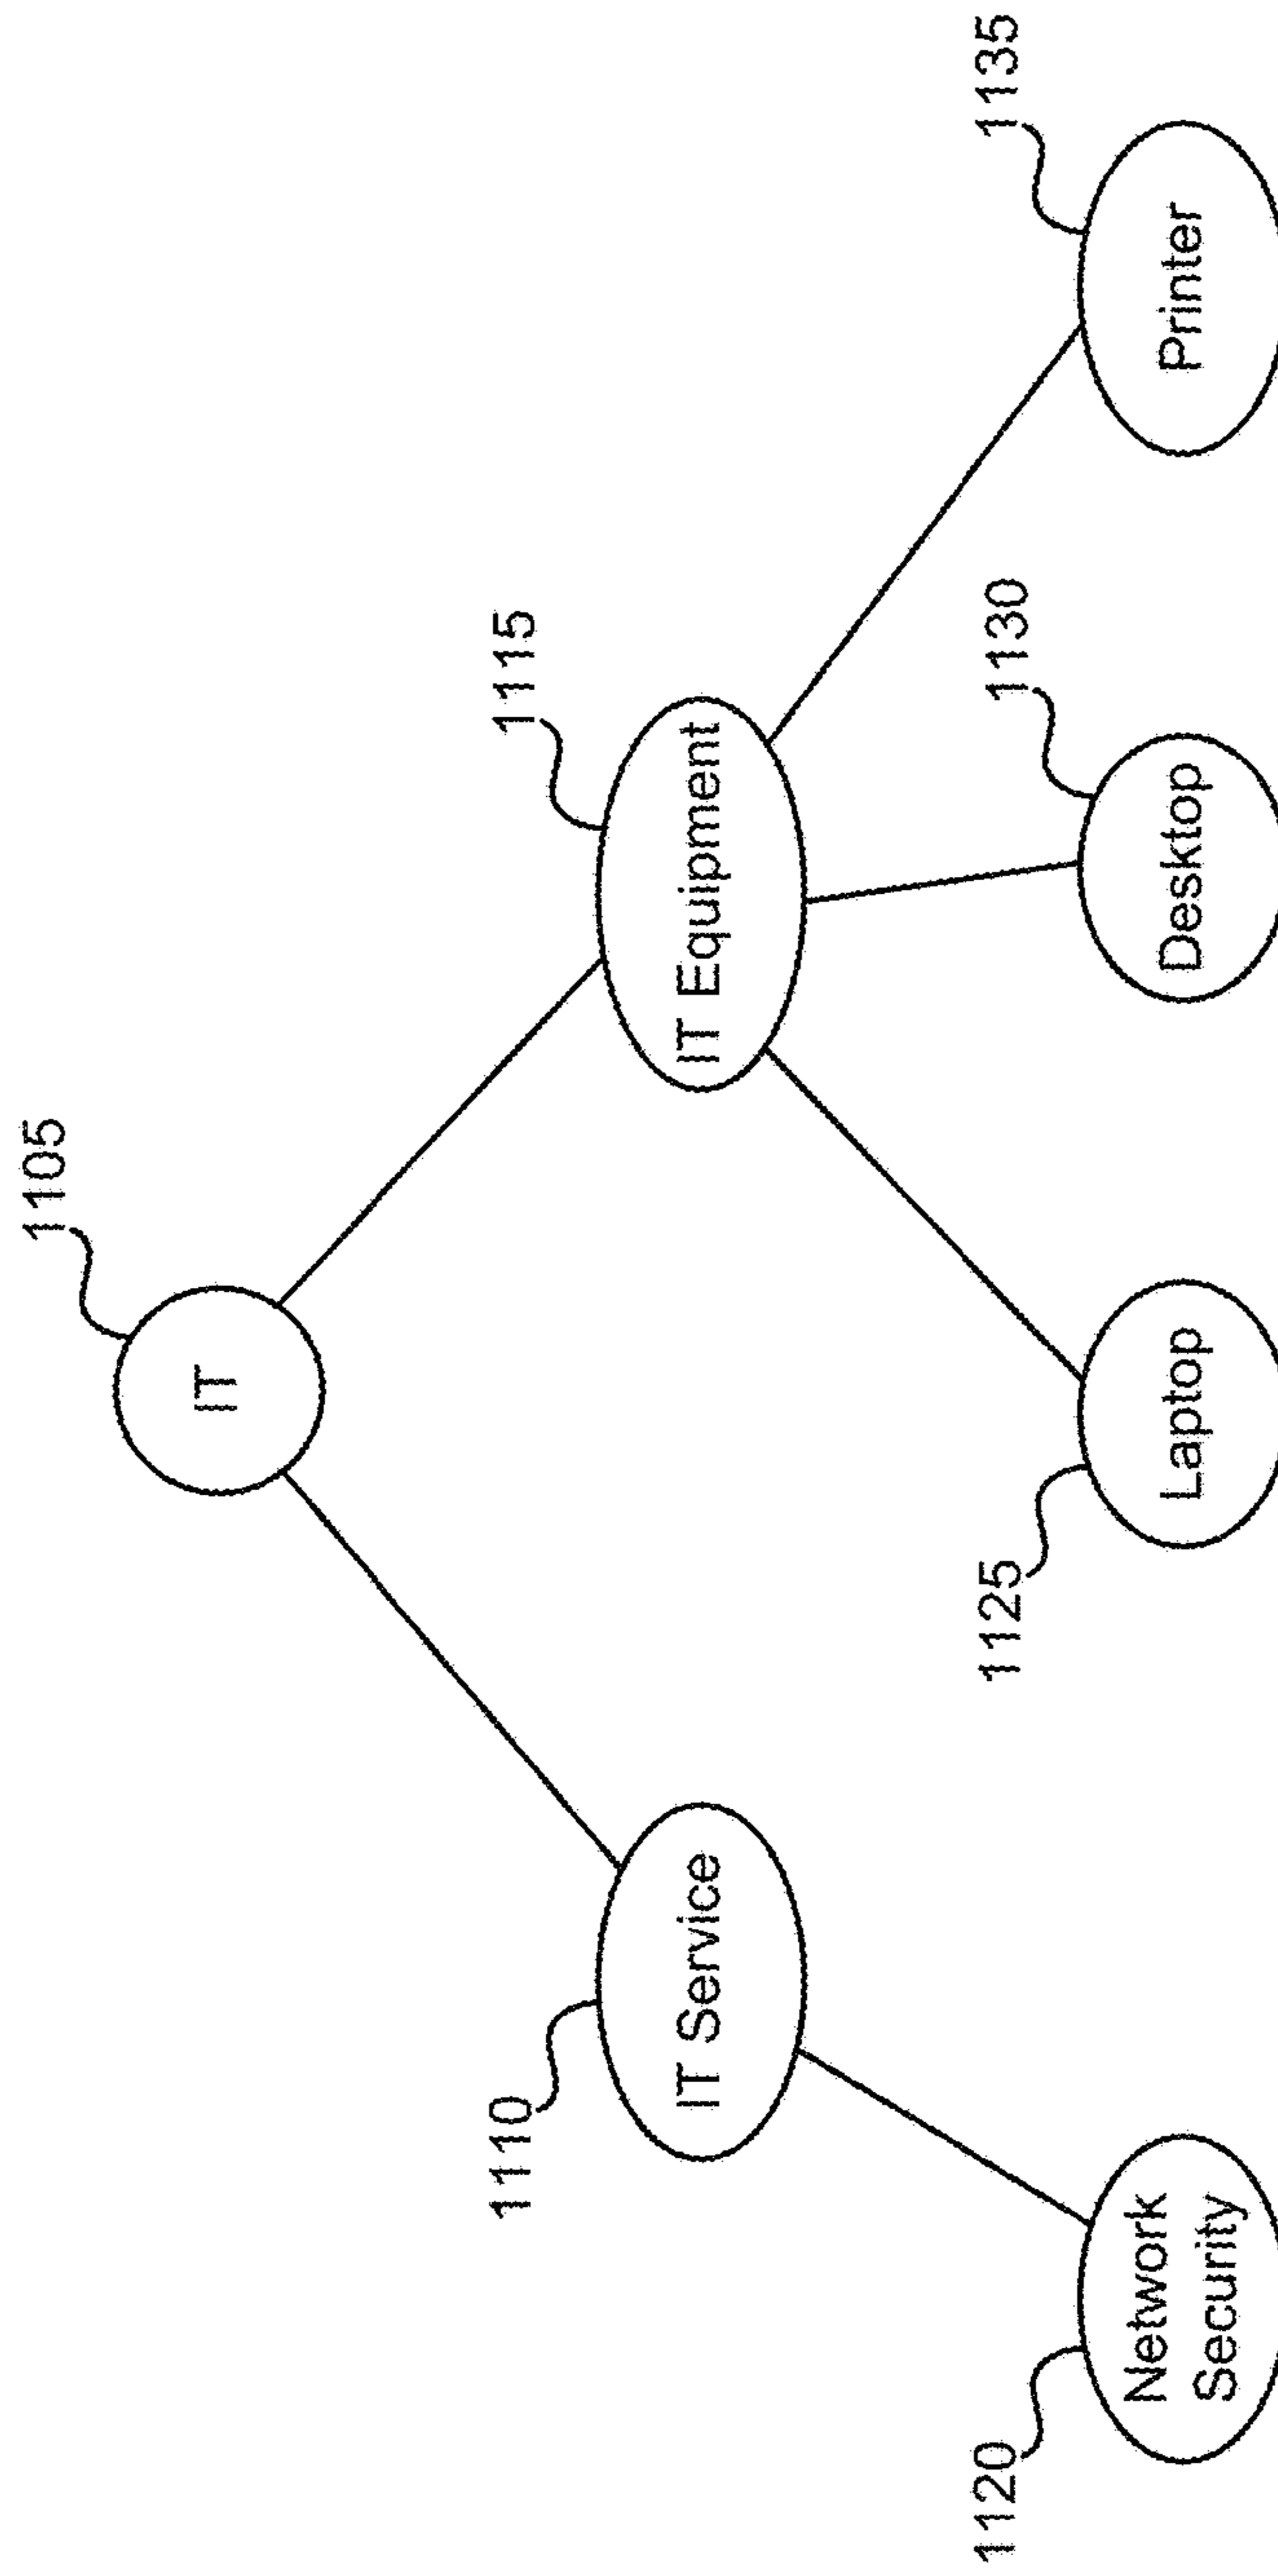 1105
IT
1110
1115
IT Service
IT Equipment
1120
1125
1130
1135
Network
Security
Laptop
Desktop
Printer